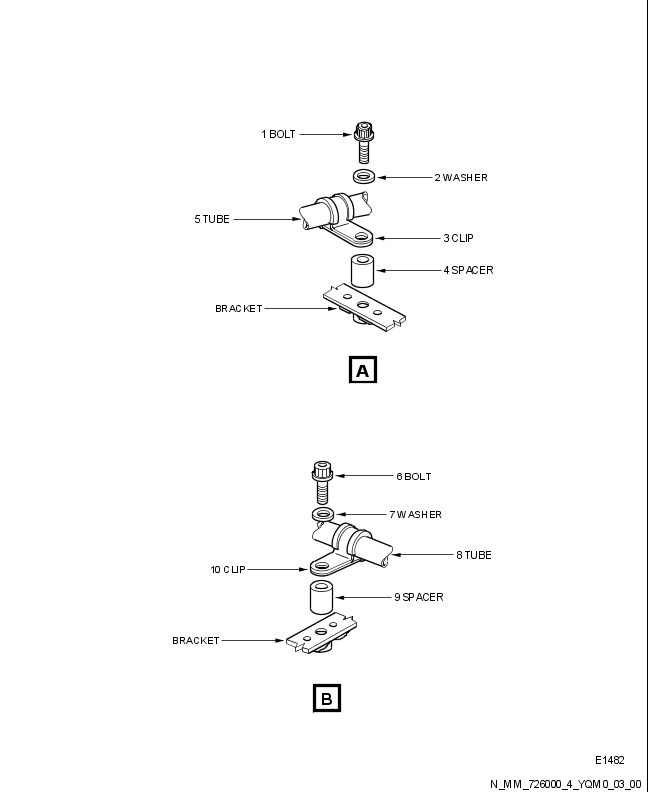 1 BOLT
2 WASHER
5 TUBE
3 CLIP
4 SPACER
BRACKET
A
6 BOLT
7 WASHER
8 TUBE
10 CLIP
9 SPACER
BRACKET
B
E1482
N_MM_726000_4_YQM0_03_00